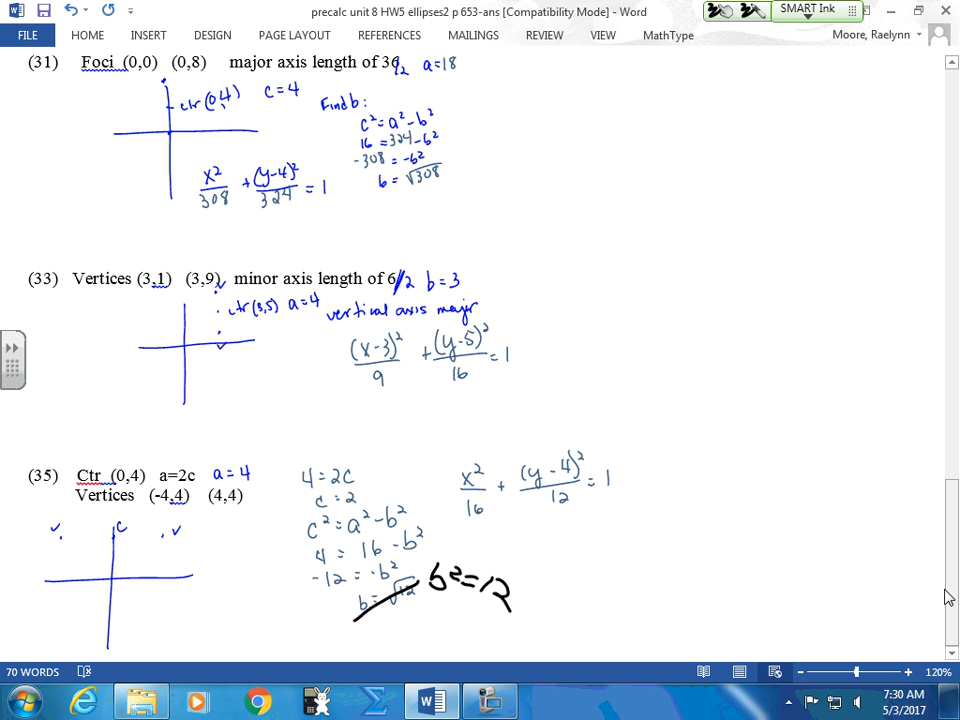 precalc unit 8 HW5 ellipses2 p 653-ans [Compatibility Mode] - Word
SMART Ink
FILE HOME INSERT DESIGN PAGE LAYOUT REFERENCES MAILINGS REVIEW VIEW MathType Moore, Raelynn
(31) Foci (0,0) (0,8) major axis length of 36/2 a=18
ctr (0,4) c=4
Find b:
c²=a²-b²
16=324-b²
-308=-b²
b=√308
x²/308+(y-4)²/324=1
(33) Vertices (3,1) (3,9) minor axis length of 6/2 b=3
ctr (3,5) a=4 vertical axis major
(x-3)²/9+(y-5)²/16=1
(35) Ctr (0,4) a=2c a=4
Vertices (-4,4) (4,4)
v c v
4=2c
c=2
c²=a²-b²
4=16-b²
-12=-b²
b=√12
b²=12
x²/16+(y-4)²/12=1
70 WORDS
120%
7:30 AM
5/3/2017